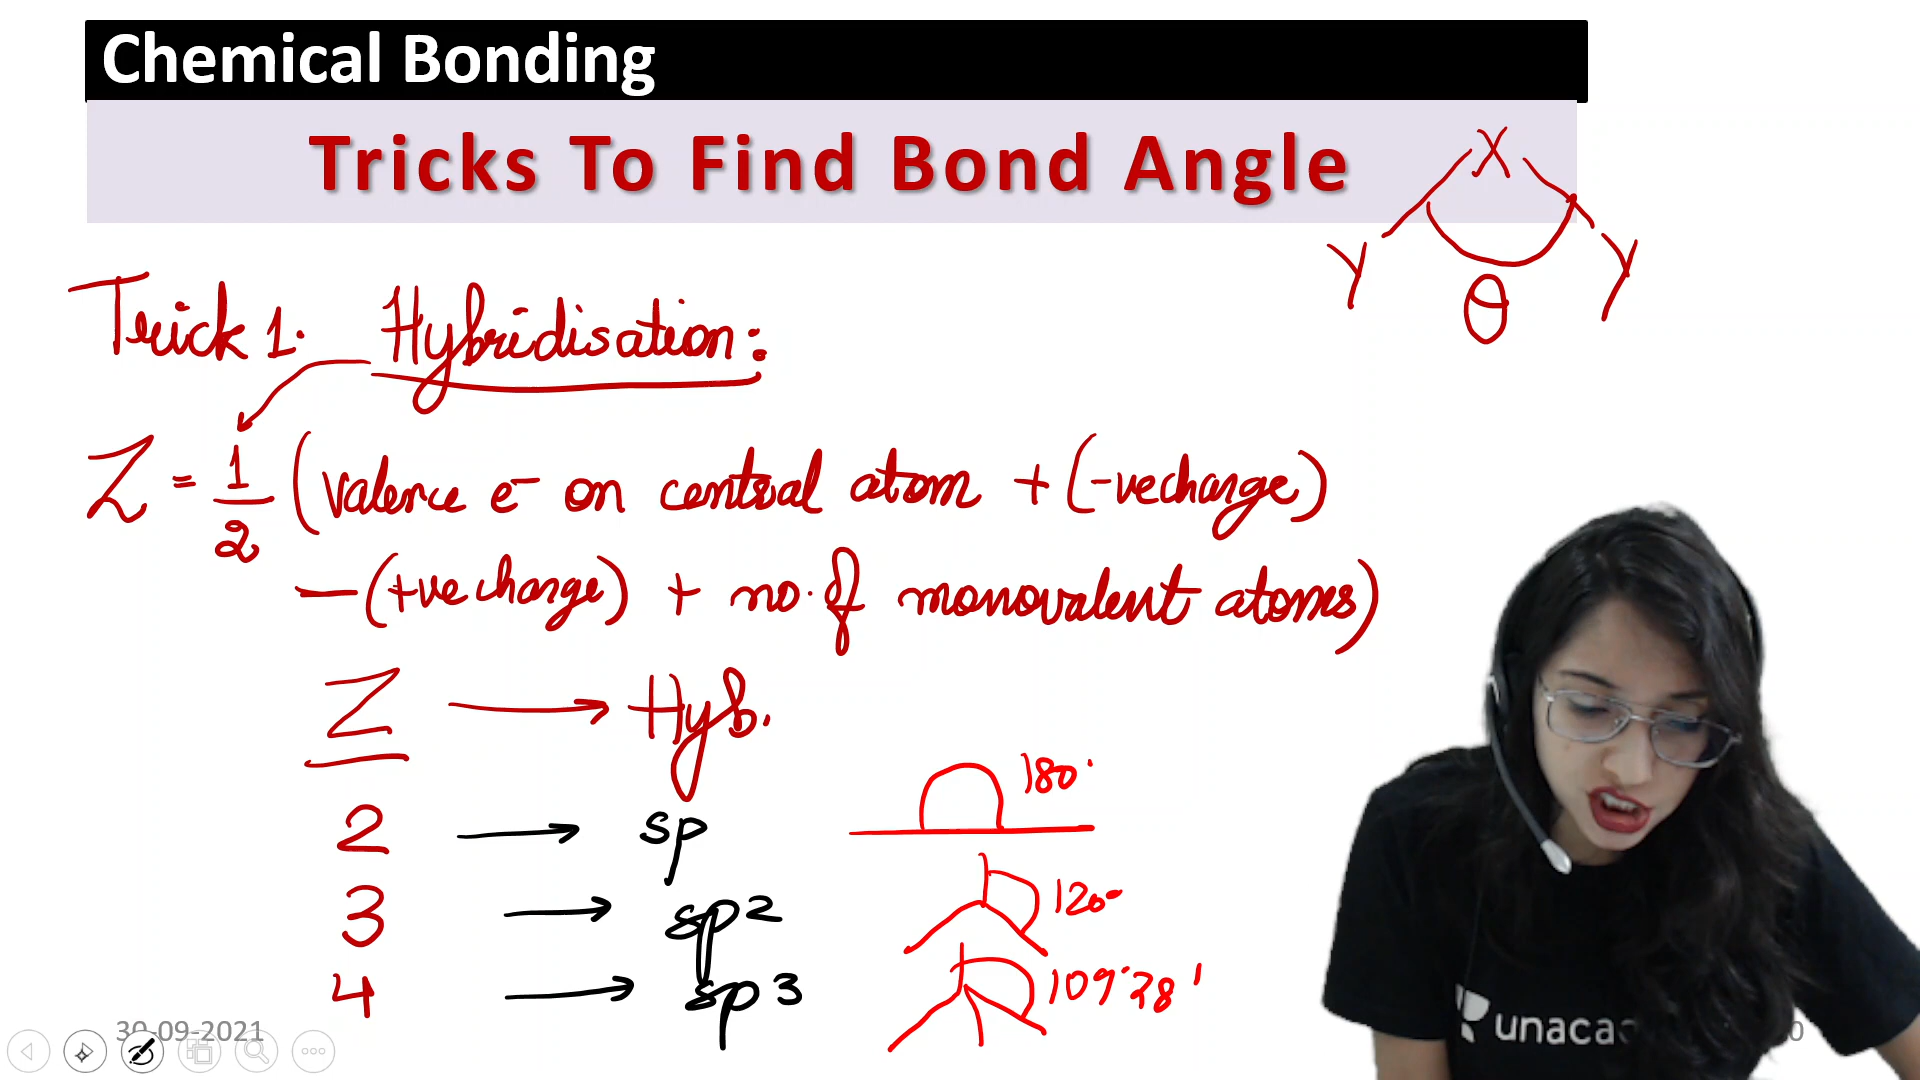 Chemical Bonding
Tricks To Find Bond Angle
X
Y Y
θ
Trick 1. Hybridisation:
Z = 1/2 (valence e⁻ on central atom + (-ve charge)
- (+ve charge) + no. of monovalent atoms)
Z → Hyb.
2 → sp 180°
3 → sp2 120°
4 → sp3 109°28'
30-09-2021
unaca
0